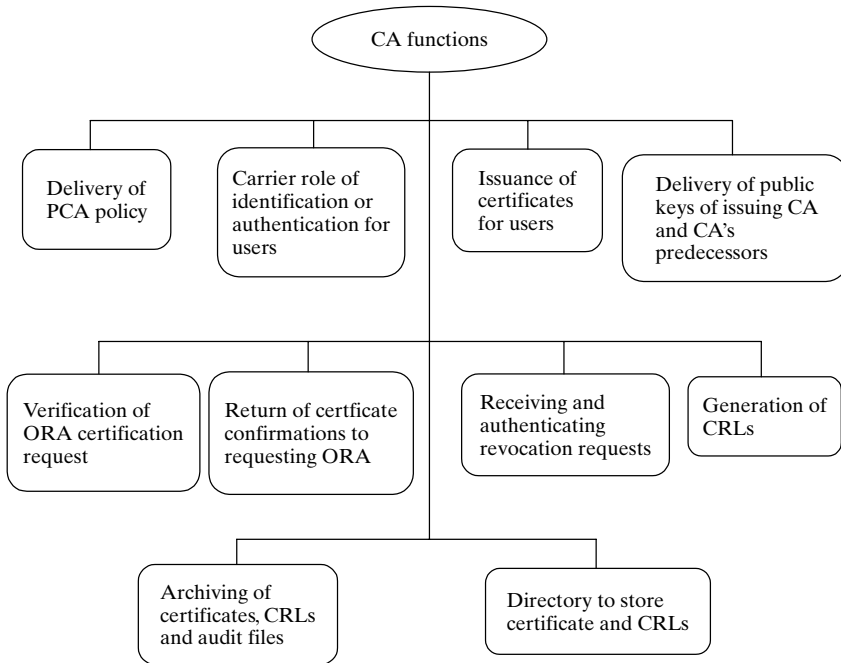 CA functions
Delivery of
PCA policy
Carrier role of
identification or
authentication for
users
Issuance of
certificates
for users
Delivery of public
keys of issuing CA
and CA's
predecessors
Verification of
ORA certification
request
Return of certficate
confirmations to
requesting ORA
Receiving and
authenticating
revocation requests
Generation of
CRLs
Archiving of
certificates, CRLs
and audit files
Directory to store
certificate and CRLs